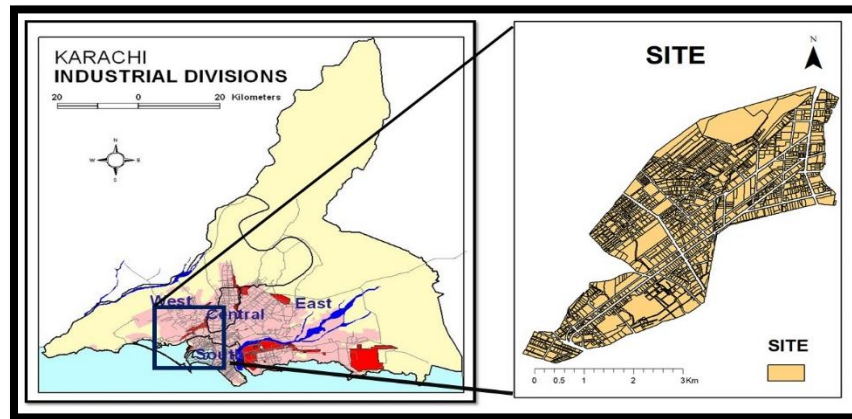 KARACHI
INDUSTRIAL DIVISIONS
20 0 20 Kilometers
N
W E
S
West
Central
East
South
SITE
N
SITE
0 0.5 1 2 3 Km